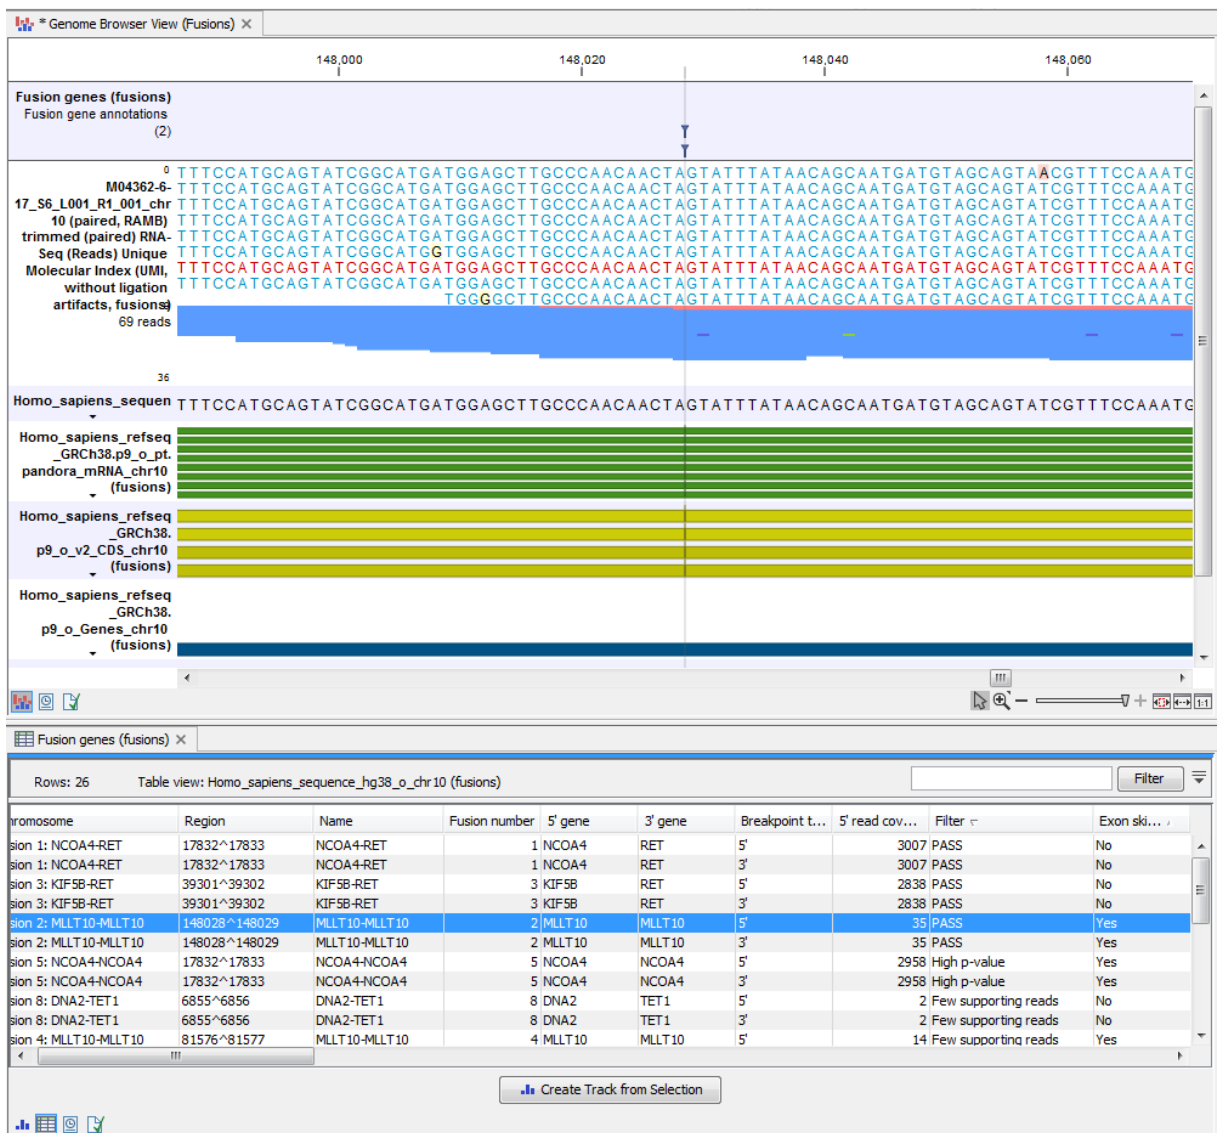 * Genome Browser View (Fusions)
148,000 148,020 148,040 148,060
Fusion genes (fusions)
Fusion gene annotations
(2)
0 TTTCCATGCAGTATCGGCATGATGGAGCTTGCCCAACAACTAGTATTTATAACAGCAATGATGTAGCAGTAACGTTTCCAAATG
M04362-6- TTTCCATGCAGTATCGGCATGATGGAGCTTGCCCAACAACTAGTATTTATAACAGCAATGATGTAGCAGTATCGTTTCCAAATG
17_S6_L001_R1_001_chr TTTCCATGCAGTATCGGCATGATGGAGCTTGCCCAACAACTAGTATTTATAACAGCAATGATGTAGCAGTATCGTTTCCAAATG
10 (paired, RAMB) TTTCCATGCAGTATCGGCATGATGGAGCTTGCCCAACAACTAGTATTTATAACAGCAATGATGTAGCAGTATCGTTTCCAAATG
trimmed (paired) RNA- TTTCCATGCAGTATCGGCATGATGGAGCTTGCCCAACAACTAGTATTTATAACAGCAATGATGTAGCAGTATCGTTTCCAAATG
Seq (Reads) Unique TTTCCATGCAGTATCGGCATGGTGGAGCTTGCCCAACAACTAGTATTTATAACAGCAATGATGTAGCAGTATCGTTTCCAAATG
Molecular Index (UMI, TTTCCATGCAGTATCGGCATGATGGAGCTTGCCCAACAACTAGTATTTATAACAGCAATGATGTAGCAGTATCGTTTCCAAATG
without ligation TTTCCATGCAGTATCGGCATGATGGAGCTTGCCCAACAACTAGTATTTATAACAGCAATGATGTAGCAGTATCGTTTCCAAATG
artifacts, fusions) TGGGGCTTGCCCAACAACTAGTATTTATAACAGCAATGATGTAGCAGTATCGTTTCCAAATG
69 reads
36
Homo_sapiens_sequen TTTCCATGCAGTATCGGCATGATGGAGCTTGCCCAACAACTAGTATTTATAACAGCAATGATGTAGCAGTATCGTTTCCAAATG
Homo_sapiens_refseq
_GRCh38.p9_o_pt.
pandora_mRNA_chr10
(fusions)
Homo_sapiens_refseq
_GRCh38.
p9_o_v2_CDS_chr10
(fusions)
Homo_sapiens_refseq
_GRCh38.
p9_o_Genes_chr10
(fusions)
1:1
Fusion genes (fusions)
Rows: 26 Table view: Homo_sapiens_sequence_hg38_o_chr10 (fusions) Filter
romosome Region Name Fusion number 5' gene 3' gene Breakpoint t... 5' read cov... Filter Exon ski...
sion 1: NCOA4-RET 17832^17833 NCOA4-RET 1 NCOA4 RET 5' 3007 PASS No
sion 1: NCOA4-RET 17832^17833 NCOA4-RET 1 NCOA4 RET 3' 3007 PASS No
sion 3: KIF5B-RET 39301^39302 KIF5B-RET 3 KIF5B RET 5' 2838 PASS No
sion 3: KIF5B-RET 39301^39302 KIF5B-RET 3 KIF5B RET 3' 2838 PASS No
sion 2: MLLT10-MLLT10 148028^148029 MLLT10-MLLT10 2 MLLT10 MLLT10 5' 35 PASS Yes
sion 2: MLLT10-MLLT10 148028^148029 MLLT10-MLLT10 2 MLLT10 MLLT10 3' 35 PASS Yes
sion 5: NCOA4-NCOA4 17832^17833 NCOA4-NCOA4 5 NCOA4 NCOA4 5' 2958 High p-value Yes
sion 5: NCOA4-NCOA4 17832^17833 NCOA4-NCOA4 5 NCOA4 NCOA4 3' 2958 High p-value Yes
sion 8: DNA2-TET1 6855^6856 DNA2-TET1 8 DNA2 TET1 5' 2 Few supporting reads No
sion 8: DNA2-TET1 6855^6856 DNA2-TET1 8 DNA2 TET1 3' 2 Few supporting reads No
sion 4: MLLT10-MLLT10 81576^81577 MLLT10-MLLT10 4 MLLT10 MLLT10 5' 14 Few supporting reads Yes
Create Track from Selection